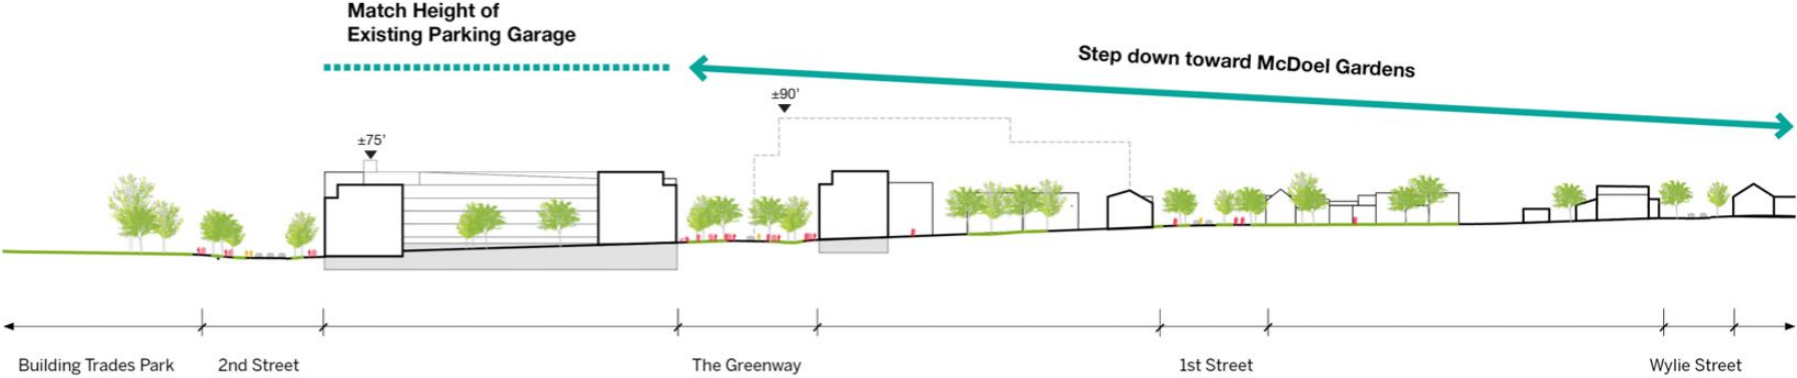 Match Height of
Existing Parking Garage
Step down toward McDoel Gardens
±90'
±75'
Building Trades Park
2nd Street
The Greenway
1st Street
Wylie Street